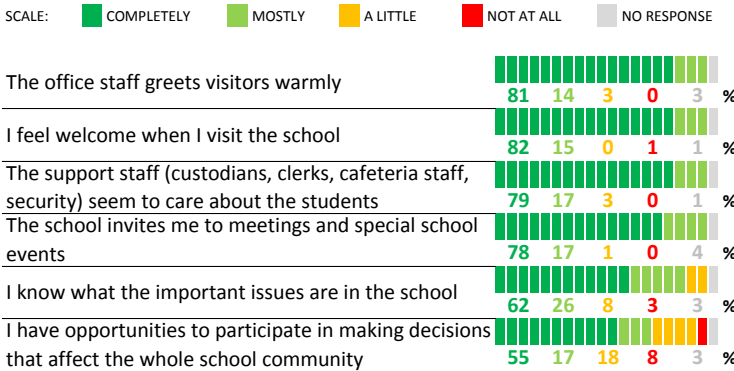 SCALE: COMPLETELY MOSTLY A LITTLE NOT AT ALL NO RESPONSE
The office staff greets visitors warmly
81 14 3 0 3 %
I feel welcome when I visit the school
82 15 0 1 1 %
The support staff (custodians, clerks, cafeteria staff,
security) seem to care about the students
79 17 3 0 1 %
The school invites me to meetings and special school
events
78 17 1 0 4 %
I know what the important issues are in the school
62 26 8 3 3 %
I have opportunities to participate in making decisions
that affect the whole school community
55 17 18 8 3 %